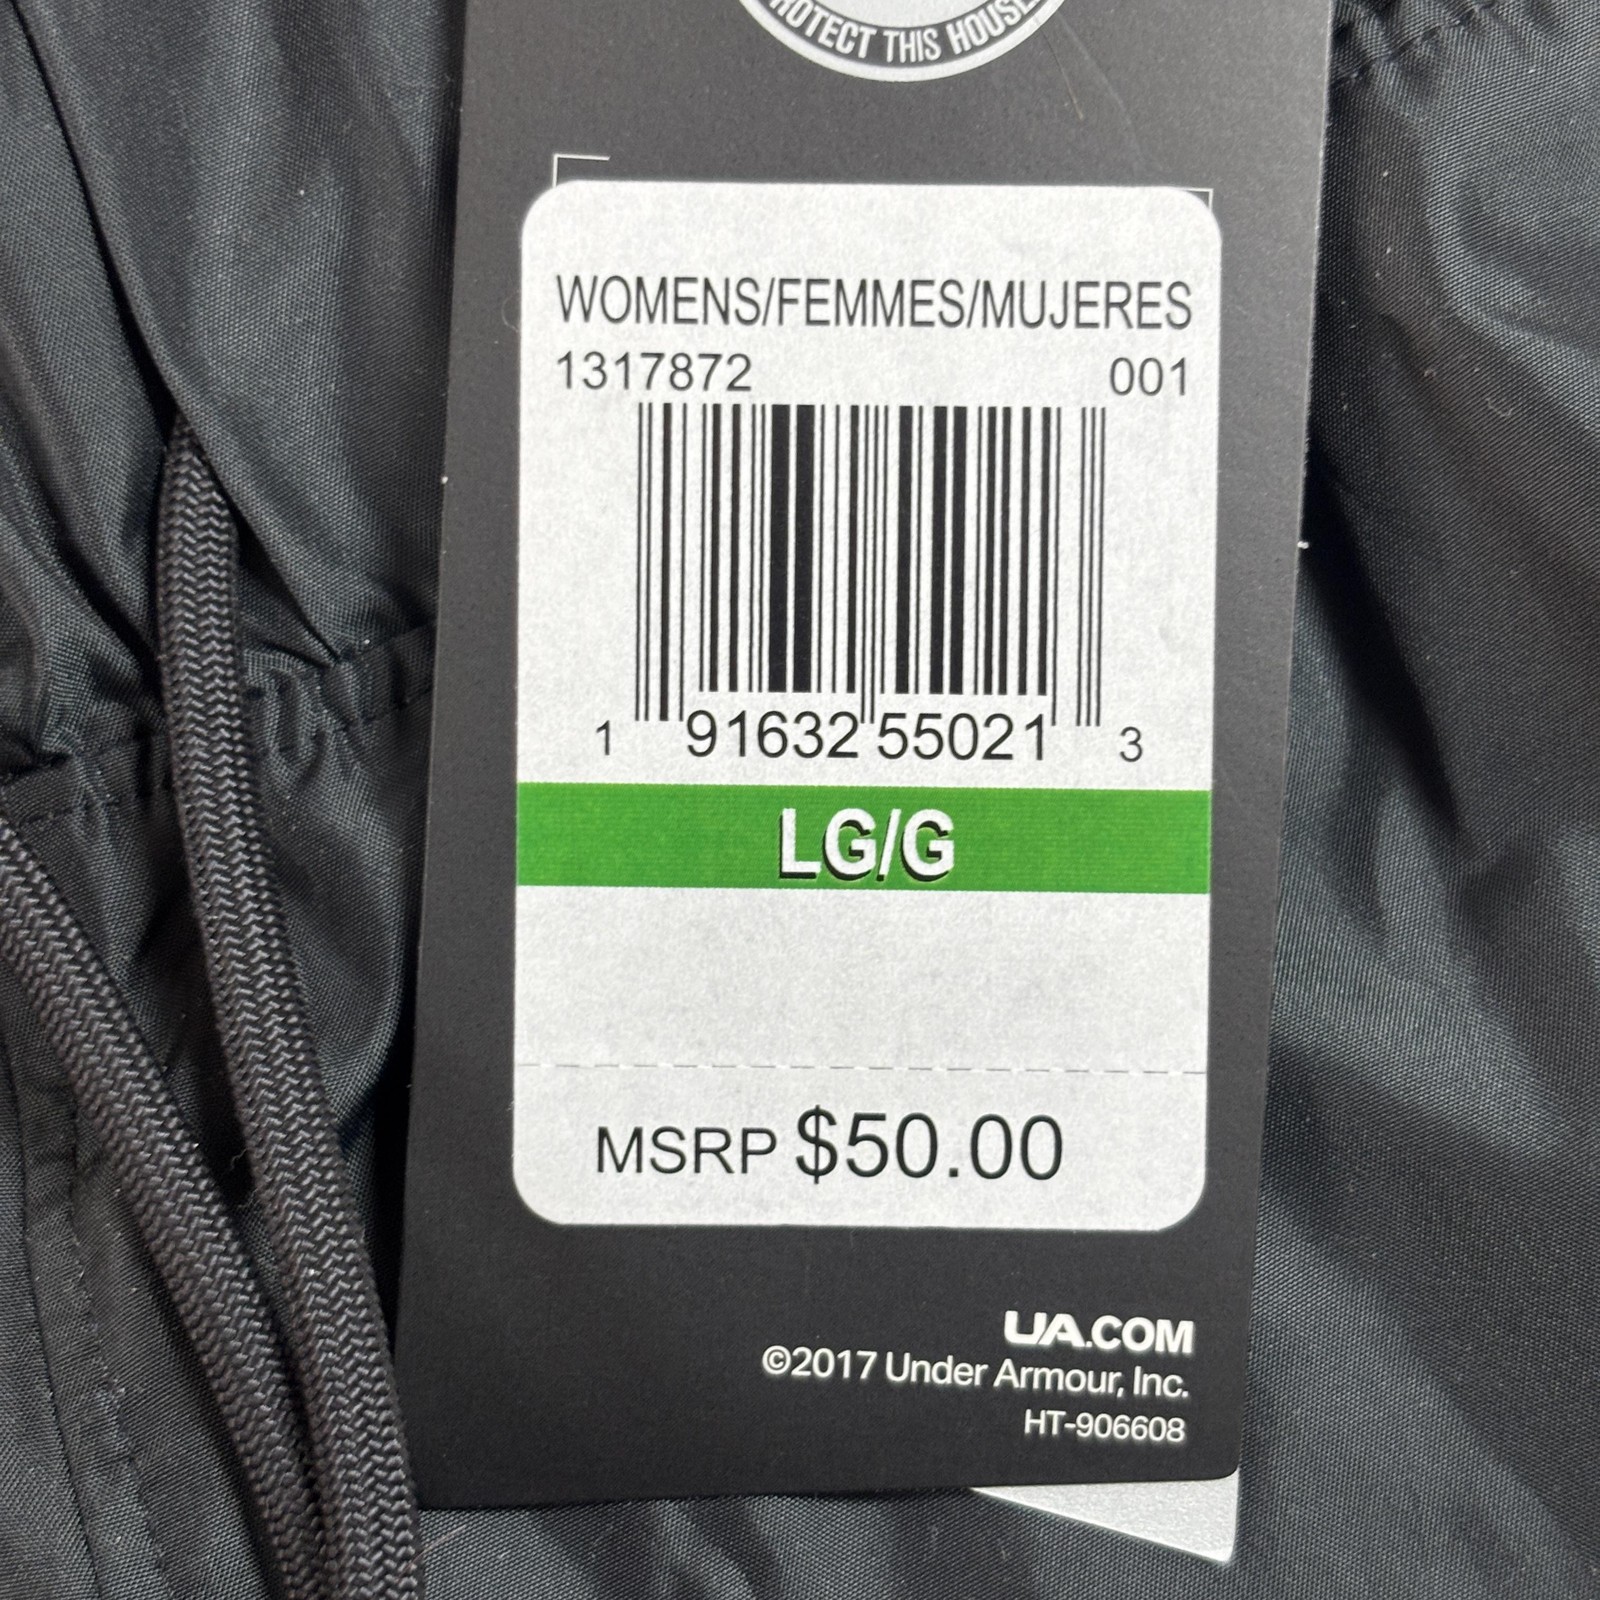 THIS HOUSE
WOMENS/FEMMES/MUJERES
1317872 001
1 91632 55021 3
LG/G
MSRP $50.00
UA.COM
©2017 Under Armour, Inc.
HT-906608